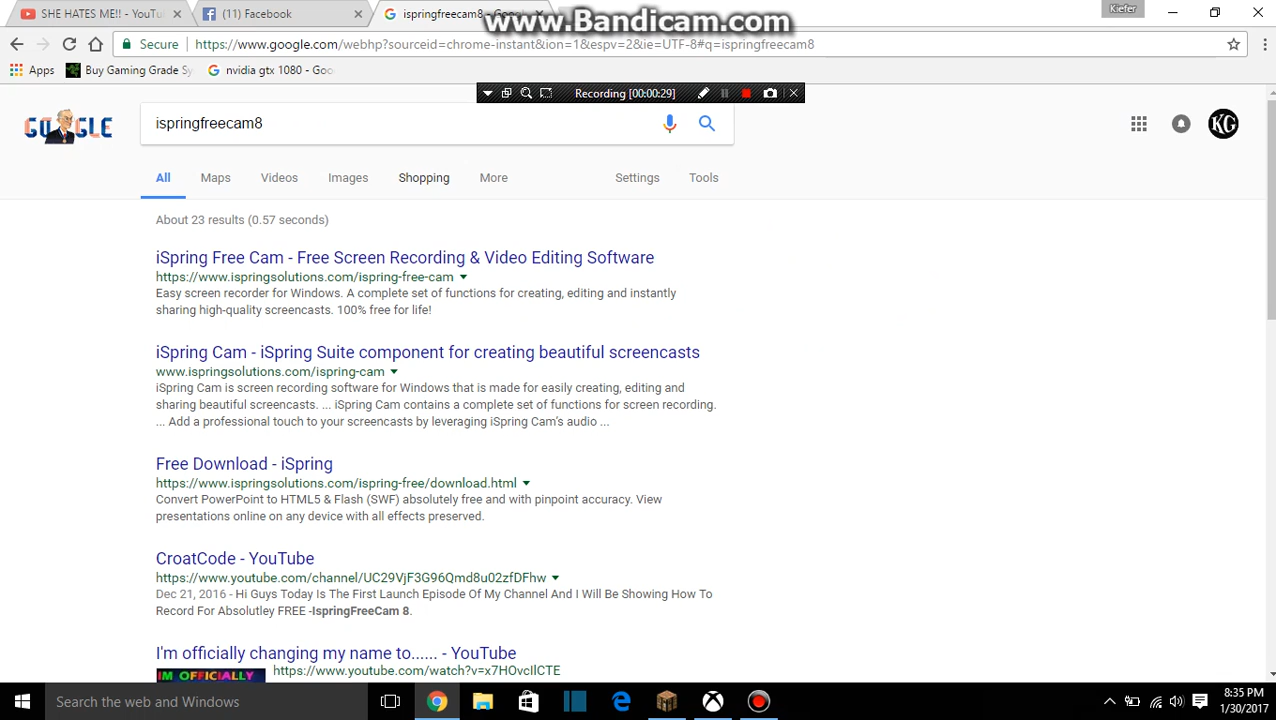 SHE HATES ME!! - YouTu
(11) Facebook
ispringfreecam8 - Goo
www.Bandicam.com
Kiefer
Secure
https://www.google.com/webhp?sourceid=chrome-instant&ion=1&espv=2&ie=UTF-8#q=ispringfreecam8
Apps
Buy Gaming Grade Sy
nvidia gtx 1080 - Goo
Recording [00:00:29]
GOOGLE
ispringfreecam8
KG
All
Maps
Videos
Images
Shopping
More
Settings
Tools
About 23 results (0.57 seconds)
iSpring Free Cam - Free Screen Recording & Video Editing Software
https://www.ispringsolutions.com/ispring-free-cam
Easy screen recorder for Windows. A complete set of functions for creating, editing and instantly
sharing high-quality screencasts. 100% free for life!
iSpring Cam - iSpring Suite component for creating beautiful screencasts
www.ispringsolutions.com/ispring-cam
iSpring Cam is screen recording software for Windows that is made for easily creating, editing and
sharing beautiful screencasts. ... iSpring Cam contains a complete set of functions for screen recording.
... Add a professional touch to your screencasts by leveraging iSpring Cam's audio ...
Free Download - iSpring
https://www.ispringsolutions.com/ispring-free/download.html
Convert PowerPoint to HTML5 & Flash (SWF) absolutely free and with pinpoint accuracy. View
presentations online on any device with all effects preserved.
CroatCode - YouTube
https://www.youtube.com/channel/UC29VjF3G96Qmd8u02zfDFhw
Dec 21, 2016 - Hi Guys Today Is The First Launch Episode Of My Channel And I Will Be Showing How To
Record For Absolutley FREE -IspringFreeCam 8.
I'm officially changing my name to...... - YouTube
IM OFFICIALLY
https://www.youtube.com/watch?v=x7HOvcIlCTE
Search the web and Windows
8:35 PM
1/30/2017